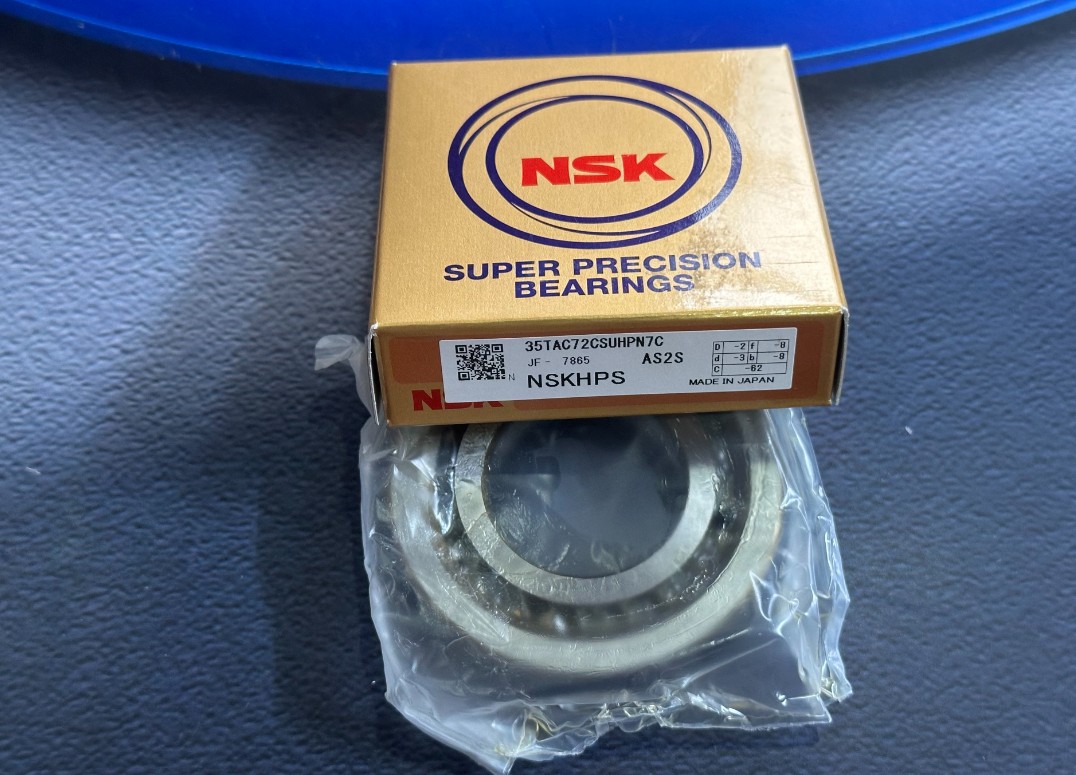 NSK
SUPER PRECISION
BEARINGS
35TAC72CSUHPN7C
JF - 7865 AS2S
N NSKHPS
D -2 f -8
d -3 b -8
C -62
MADE IN JAPAN
NSK